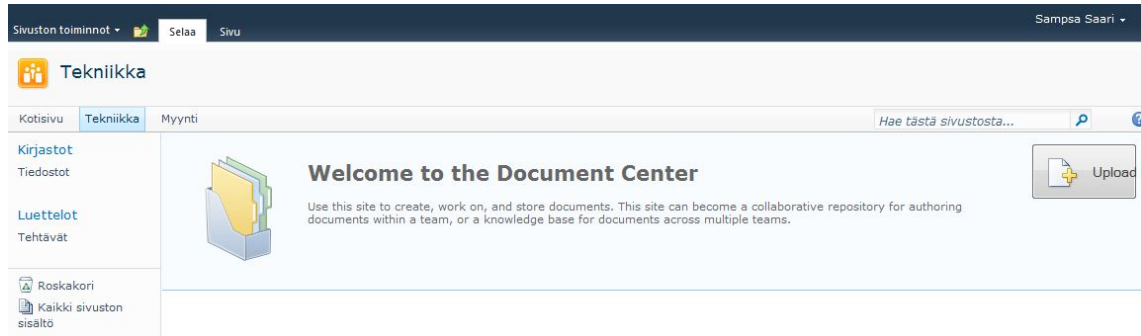 Sivuston toiminnot
Selaa
Sivu
Sampsa Saari
Tekniikka
Kotisivu
Tekniikka
Myynti
Hae tästä sivustosta...
Kirjastot
Tiedostot
Luettelot
Tehtävät
Roskakori
Kaikki sivuston
sisältö
Welcome to the Document Center
Use this site to create, work on, and store documents. This site can become a collaborative repository for authoring
documents within a team, or a knowledge base for documents across multiple teams.
Upload